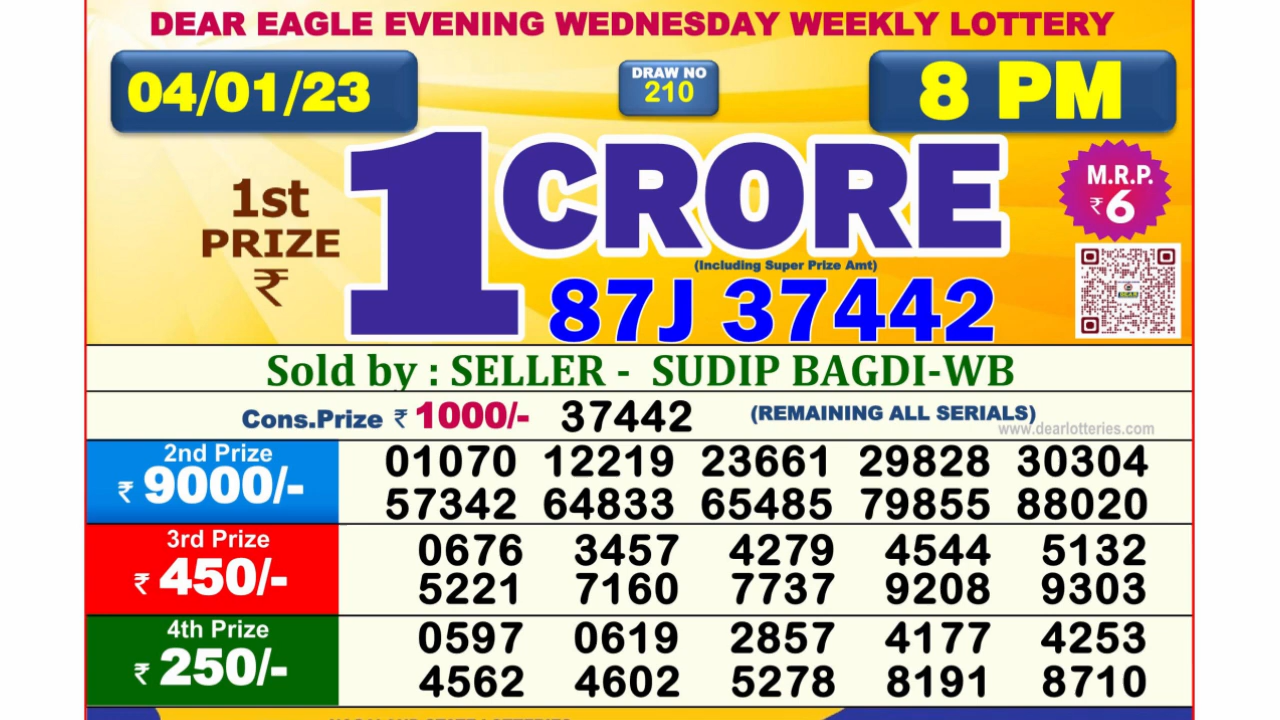 DEAR EAGLE EVENING WEDNESDAY WEEKLY LOTTERY
04/01/23
DRAW NO
210
8 PM
1st
PRIZE
₹
1 CRORE
(Including Super Prize Amt)
87J 37442
M.R.P.
₹6
Sold by : SELLER - SUDIP BAGDI-WB
Cons.Prize ₹ 1000/- 37442 (REMAINING ALL SERIALS)
www.dearlotteries.com
2nd Prize
₹ 9000/-
01070 12219 23661 29828 30304
57342 64833 65485 79855 88020
3rd Prize
₹ 450/-
0676 3457 4279 4544 5132
5221 7160 7737 9208 9303
4th Prize
₹ 250/-
0597 0619 2857 4177 4253
4562 4602 5278 8191 8710